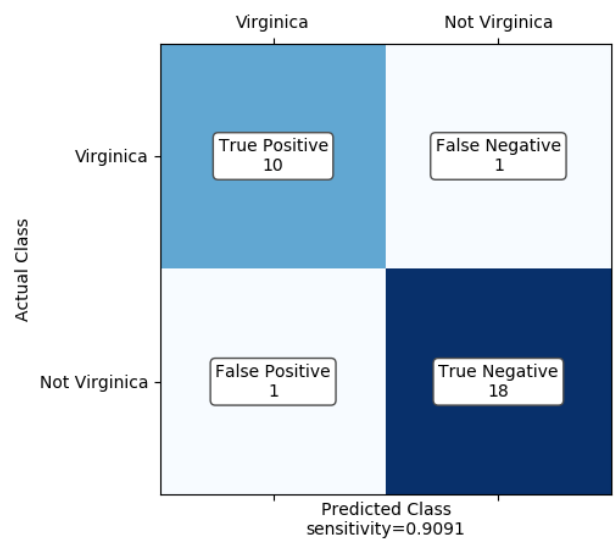 Virginica
Not Virginica
Actual Class
Virginica
True Positive
10
False Negative
1
Not Virginica
False Positive
1
True Negative
18
Predicted Class
sensitivity=0.9091